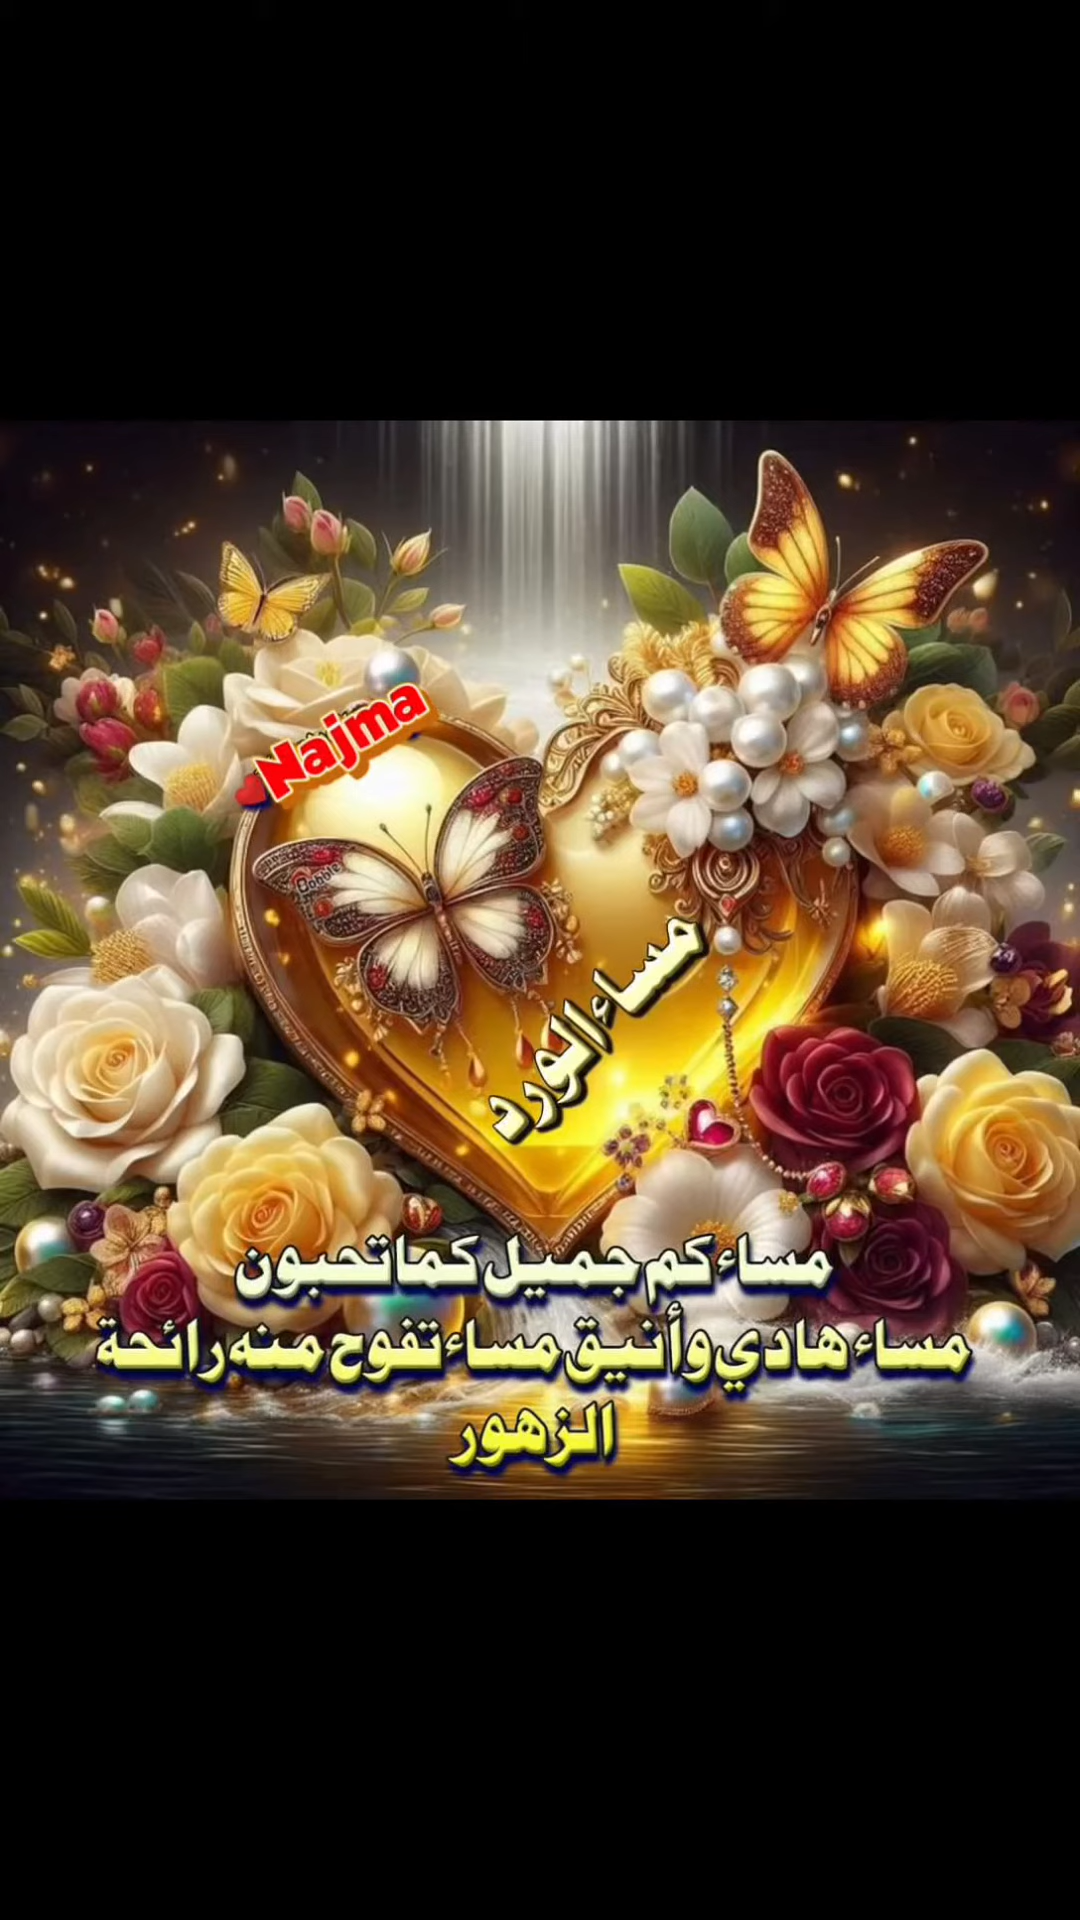 Najma
مساء الورد
مساءكم جميل كما تحبون
مساء هادي وأنيق مساء تفوح منه رائحة
الزهور